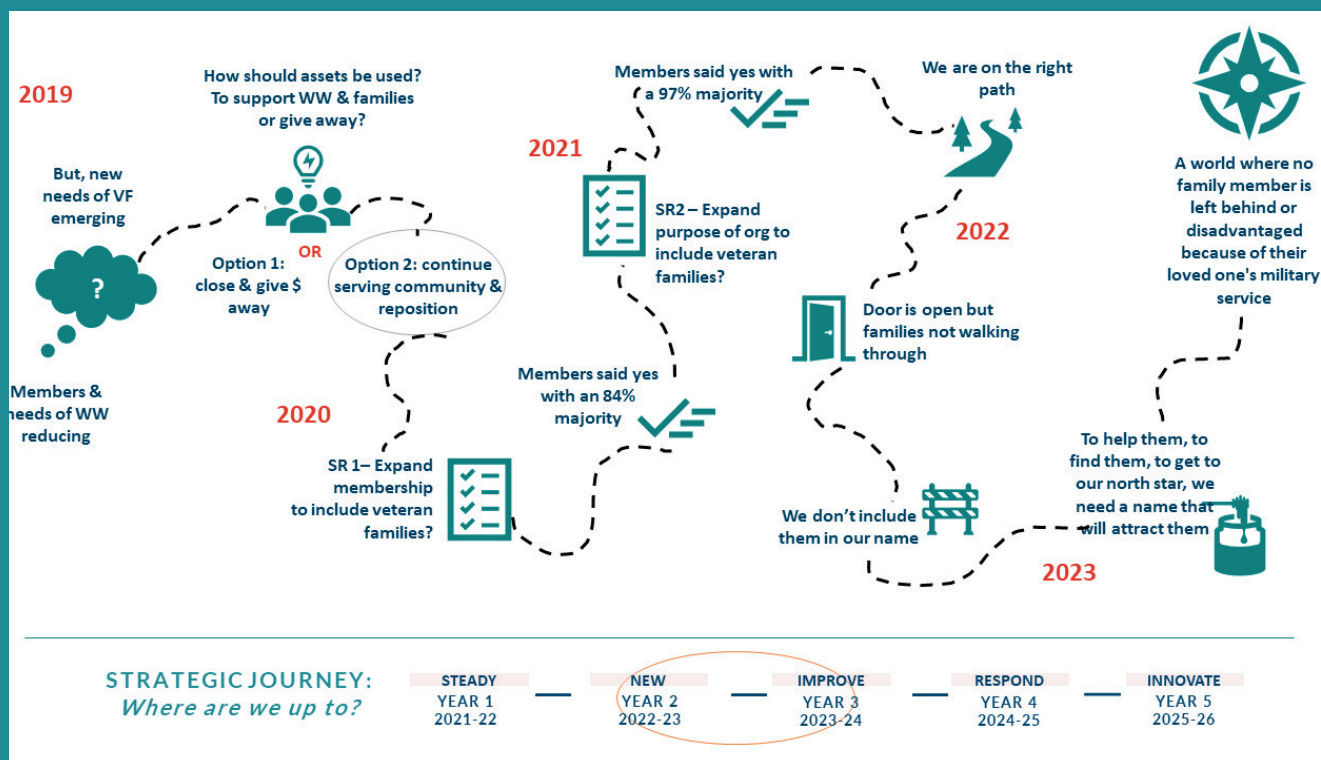 2019
But, new
needs of VF
emerging
?
Members &
needs of WW
reducing
How should assets be used?
To support WW & families
or give away?
OR
Option 1:
close & give $
away
Option 2: continue
serving community &
reposition
2020
SR 1– Expand
membership
to include veteran
families?
Members said yes
with an 84%
majority
2021
SR2 – Expand
purpose of org to
include veteran
families?
Members said yes with
a 97% majority
We are on the right
path
2022
Door is open but
families not walking
through
We don't include
them in our name
2023
To help them, to
find them, to get to
our north star, we
need a name that
will attract them
A world where no
family member is
left behind or
disadvantaged
because of their
loved one's military
service
STRATEGIC JOURNEY:
Where are we up to?
STEADY
YEAR 1
2021-22
NEW
YEAR 2
2022-23
IMPROVE
YEAR 3
2023-24
RESPOND
YEAR 4
2024-25
INNOVATE
YEAR 5
2025-26